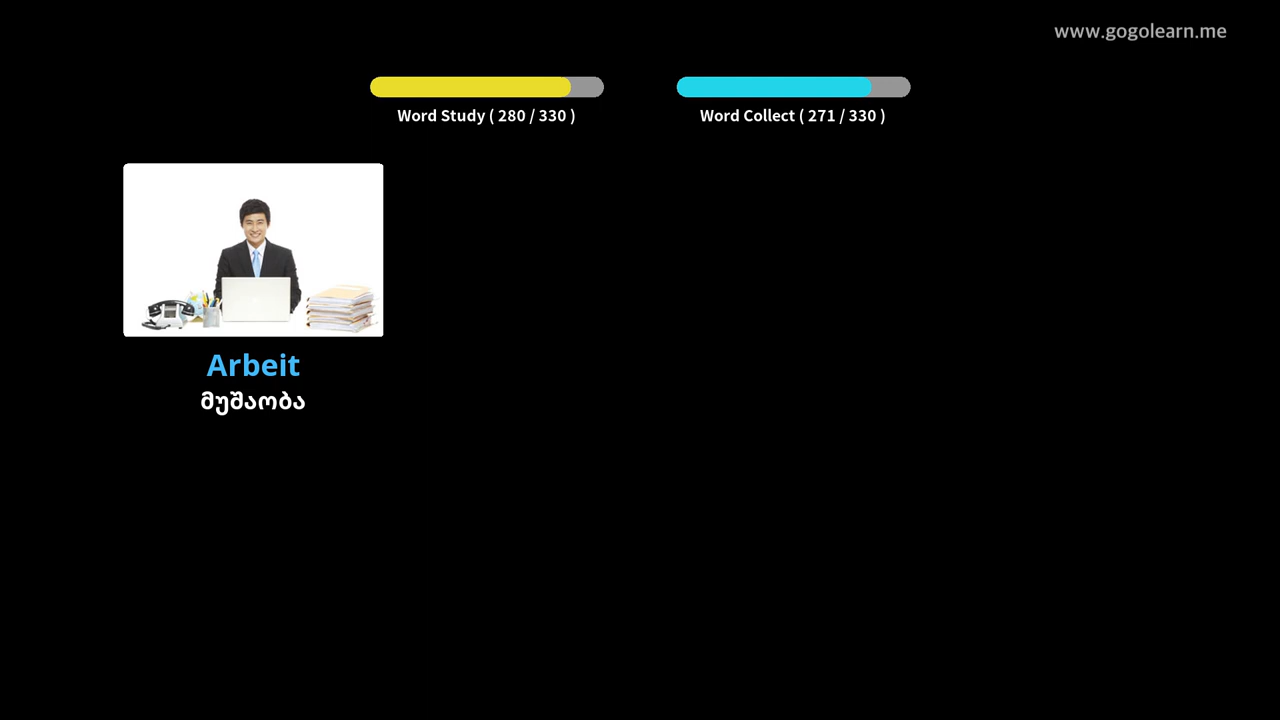 www.gogolearn.me
Word Study ( 280 / 330 )
Word Collect ( 271 / 330 )
Arbeit
მუშაობა